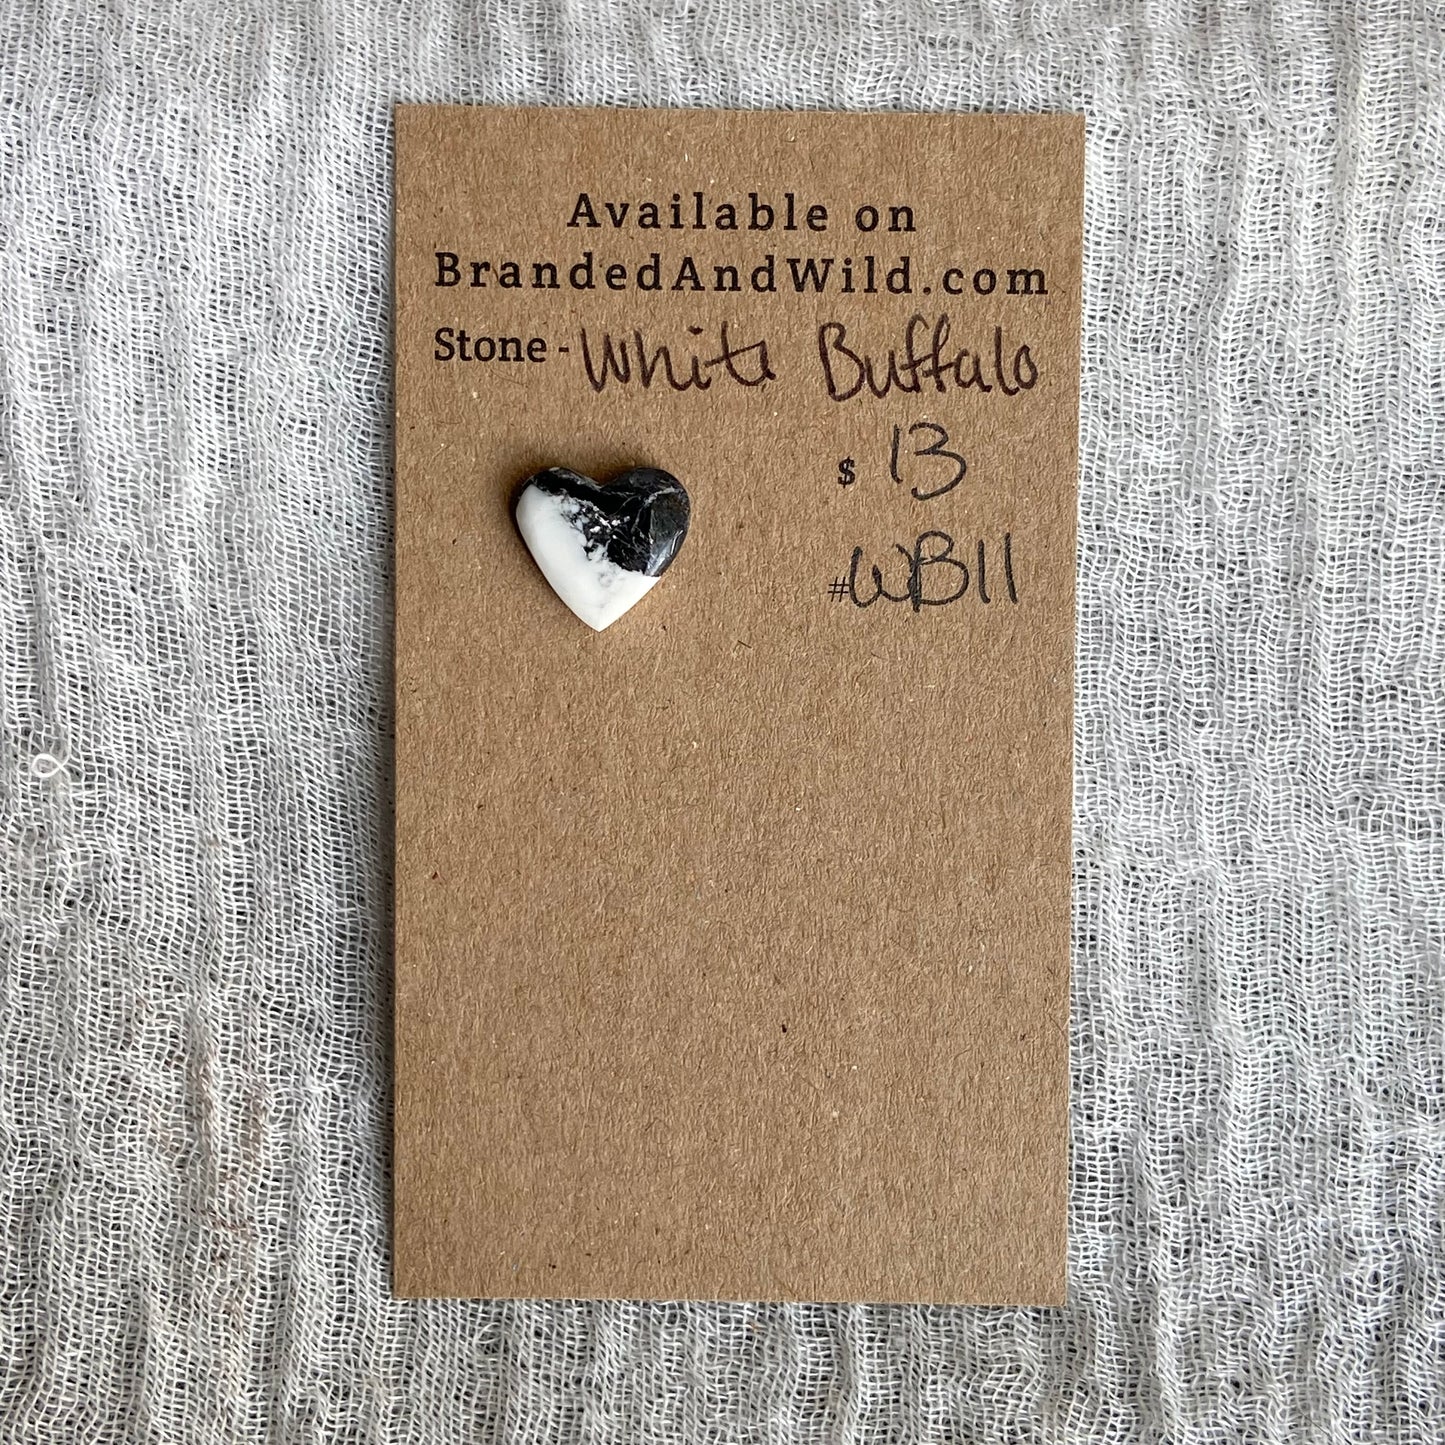 Available on
BrandedAndWild.com
Stone - White Buffalo
$ 13
#WB11